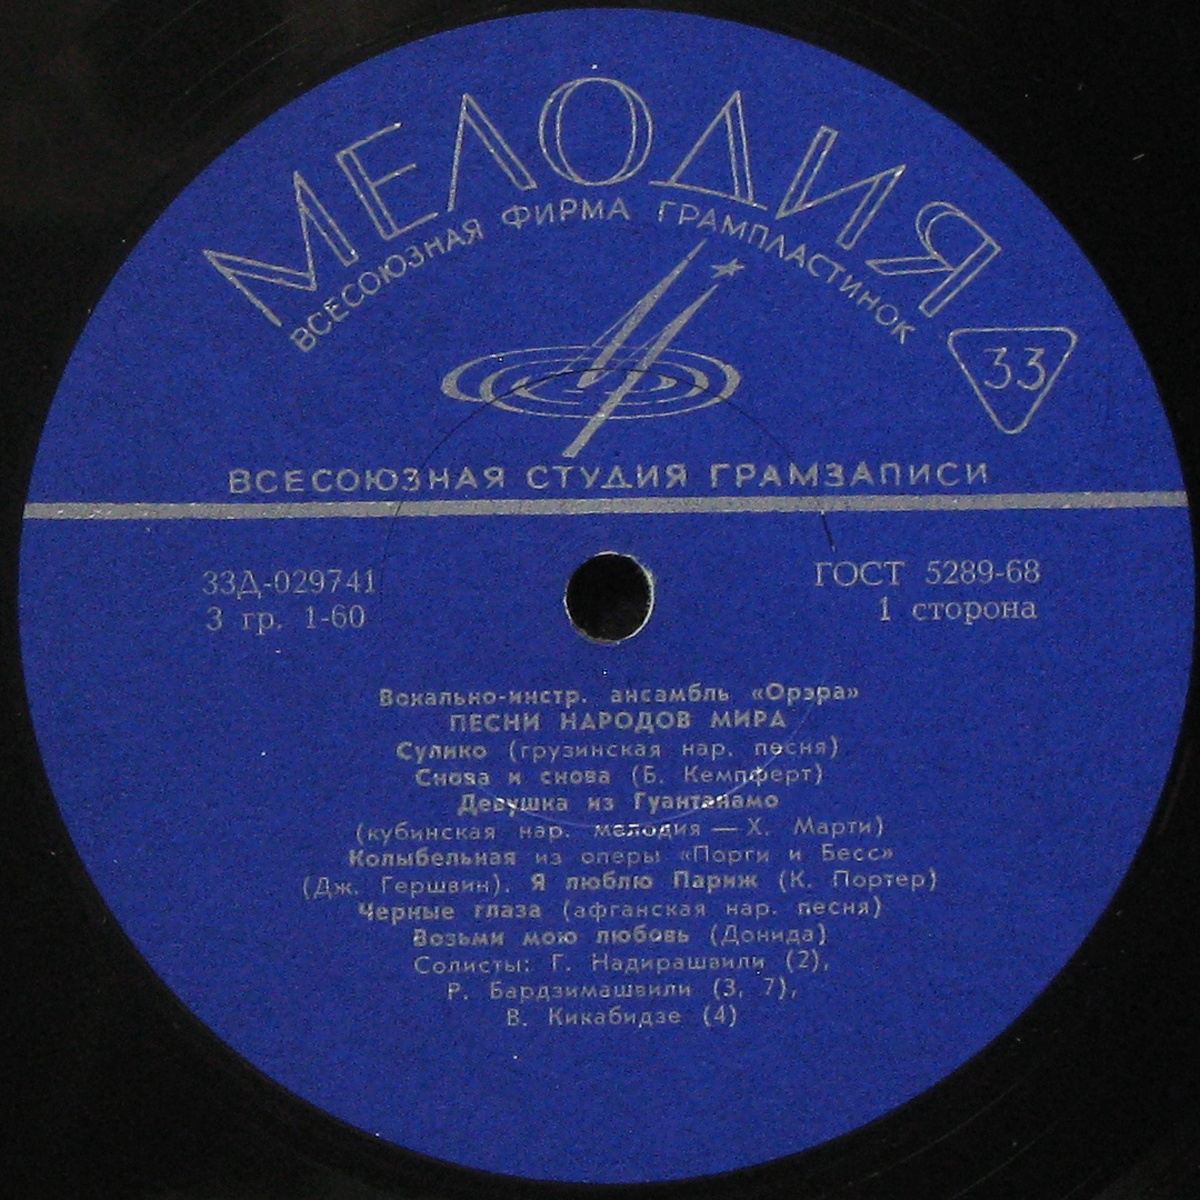 МЕЛОДИЯ
ВСЕСОЮЗНАЯ ФИРМА ГРАМПЛАСТИНОК
33
ВСЕСОЮЗНАЯ СТУДИЯ ГРАМЗАПИСИ
33Д-029741
3 гр. 1-60
ГОСТ 5289-68
1 сторона
Вокально-инстр. ансамбль «Орэра»
ПЕСНИ НАРОДОВ МИРА
Сулико (грузинская нар. песня)
Снова и снова (Б. Кемпферт)
Девушка из Гуантанамо
(кубинская нар. мелодия — Х. Марти)
Колыбельная из оперы «Порги и Бесс»
(Дж. Гершвин). Я люблю Париж (К. Портер)
Черные глаза (афганская нар. песня)
Возьми мою любовь (Донида)
Солисты: Г. Надирашвили (2),
Р. Бардзимашвили (3, 7),
В. Кикабидзе (4)